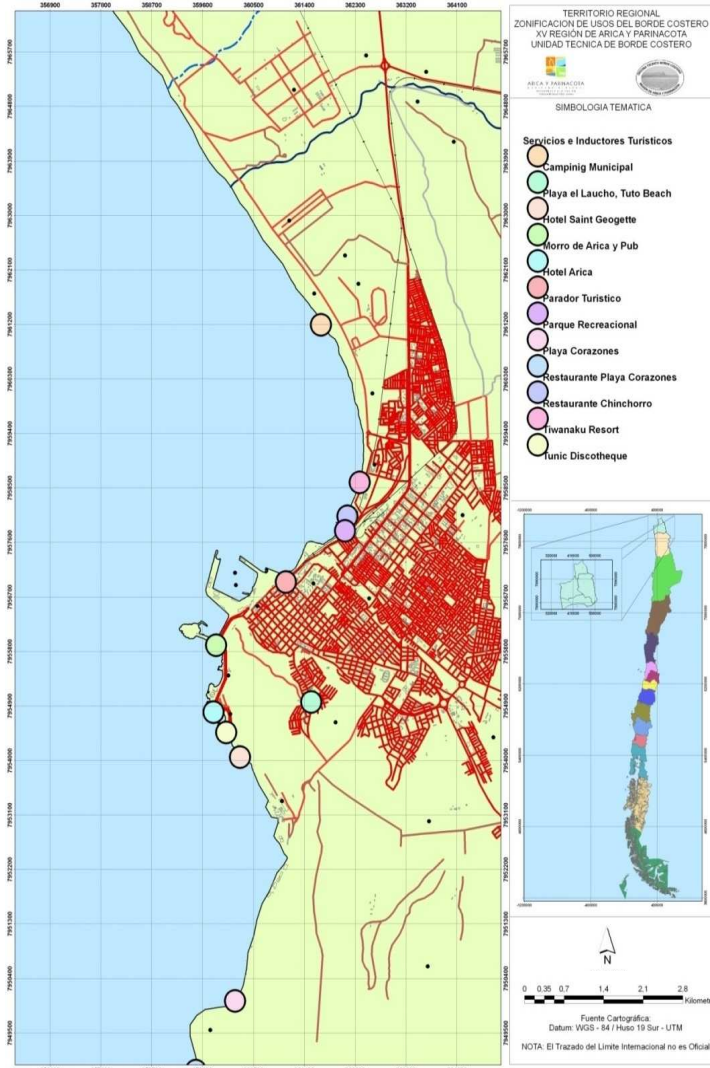 356900 357800 358700 359600 360500 361400 362300 363200 364100
7965700
7964800
7963900
7963000
7962100
7961200
7960300
7959400
7958500
7957600
7956700
7955800
7954900
7954000
7953100
7952200
7951300
7950400
7949500
TERRITORIO REGIONAL
ZONIFICACION DE USOS DEL BORDE COSTERO
XV REGIÓN DE ARICA Y PARINACOTA
UNIDAD TECNICA DE BORDE COSTERO
ARICA Y PARINACOTA
SIMBOLOGIA TEMATICA
Servicios e Inductores Turisticos
Campinig Municipal
Playa el Laucho, Tuto Beach
Hotel Saint Geogette
Morro de Arica y Pub
Hotel Arica
Parador Turistico
Parque Recreacional
Playa Corazones
Restaurante Playa Corazones
Restaurante Chinchorro
Tiwanaku Resort
Tunic Discotheque
N
0 0.35 0.7 1.4 2.1 2.8
Kilometr
Fuente Cartográfica:
Datum: WGS - 84 / Huso 19 Sur - UTM
NOTA: El Trazado del Limite Internacional no es Oficial